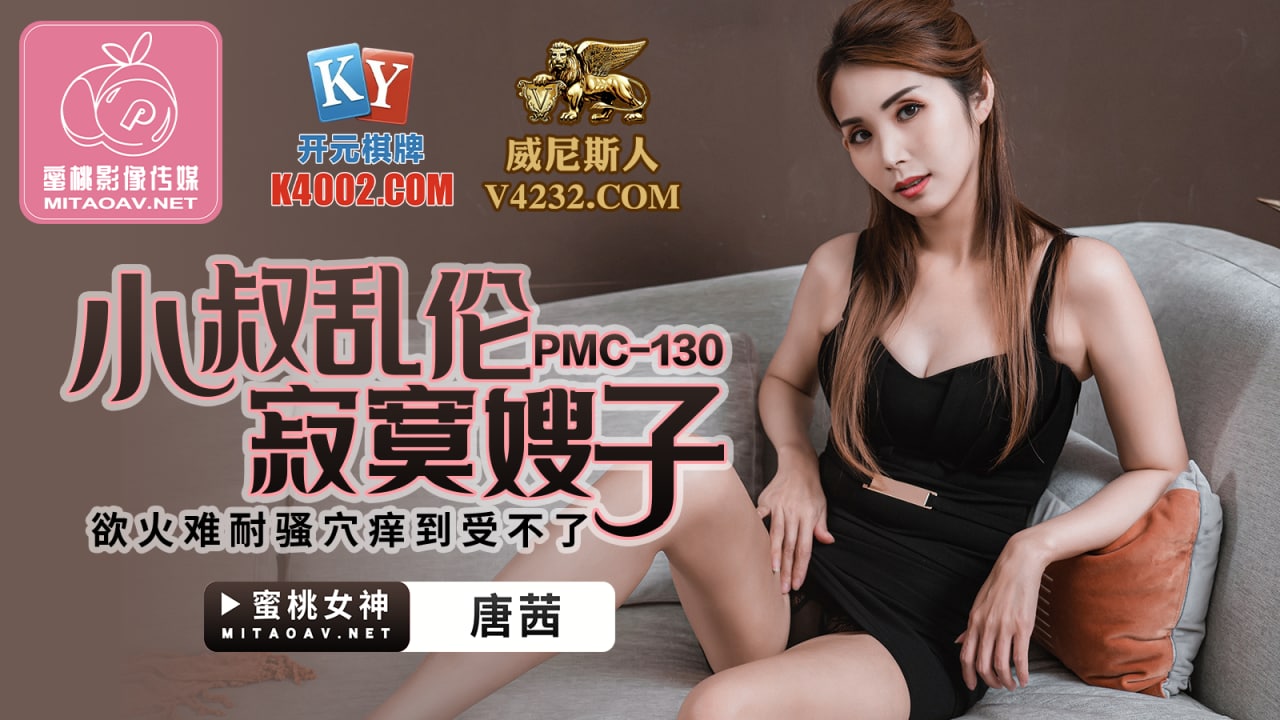 蜜桃影像传媒
MITAOAV.NET
KY
开元棋牌
K4002.COM
V
威尼斯人
V4232.COM
小叔乱伦
PMC-130
寂寞嫂子
欲火难耐骚穴痒到受不了
蜜桃女神
MITAOAV.NET
唐茜